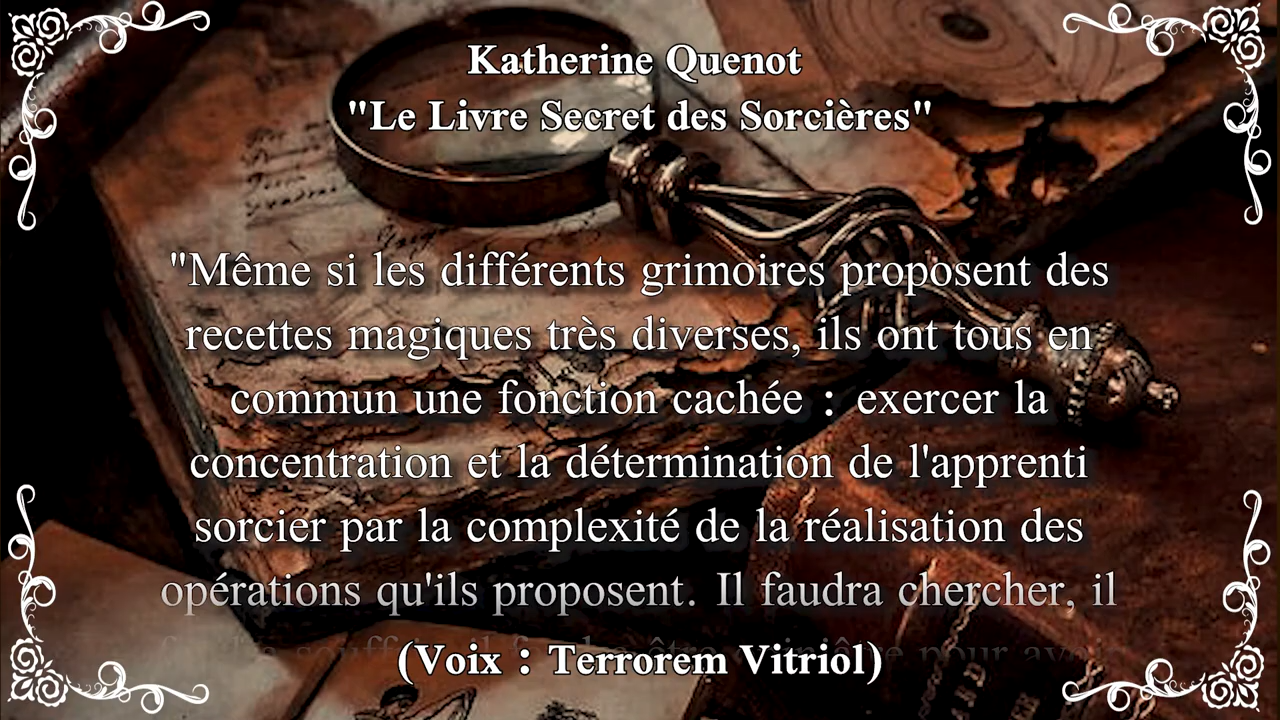 Katherine Quenot
"Le Livre Secret des Sorcières"
"Même si les différents grimoires proposent des
recettes magiques très diverses, ils ont tous en
commun une fonction cachée : exercer la
concentration et la détermination de l'apprenti
sorcier par la complexité de la réalisation des
opérations qu'ils proposent. Il faudra chercher, il
(Voix : Terrorem Vitriol)